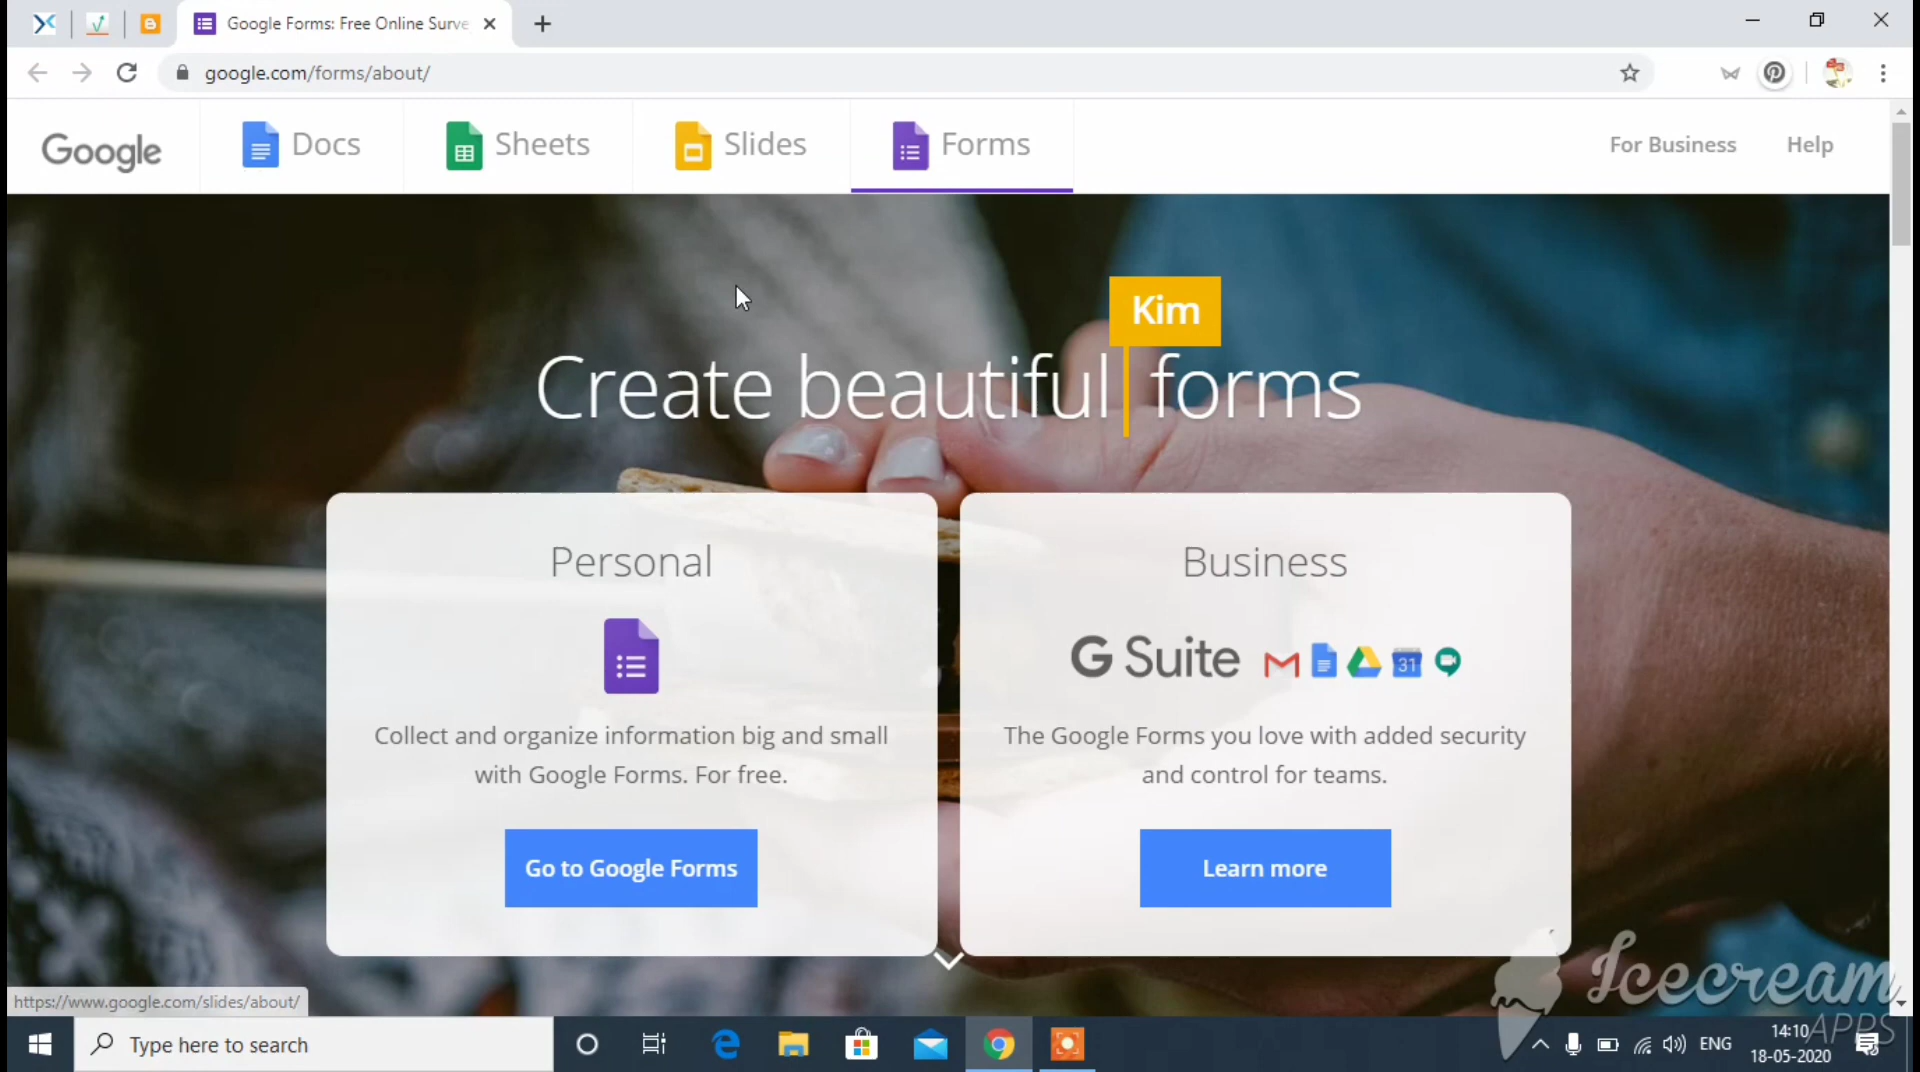 Google Forms: Free Online Surve
google.com/forms/about/
Google
Docs
Sheets
Slides
Forms
For Business
Help
Kim
Create beautiful forms
Personal
Collect and organize information big and small
with Google Forms. For free.
Go to Google Forms
Business
G Suite
31
The Google Forms you love with added security
and control for teams.
Learn more
https://www.google.com/slides/about/
Icecream
APPS
Type here to search
ENG
14:10
18-05-2020